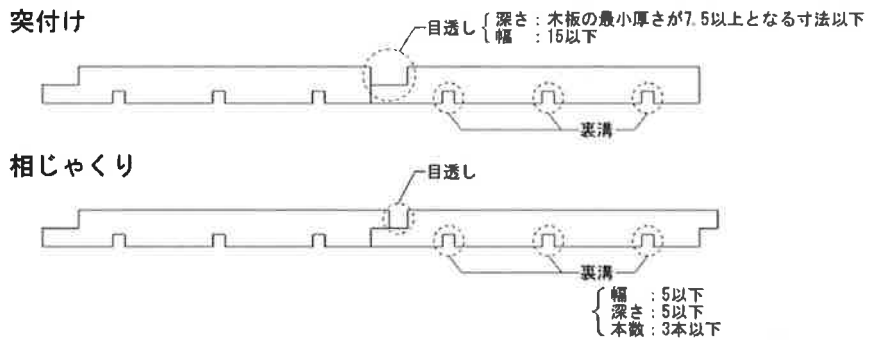 突付け
目透し 深さ：木板の最小厚さが7.5以上となる寸法以下
幅　：15以下
裏溝
相じゃくり
目透し
裏溝
幅　：5以下
深さ：5以下
本数：3本以下